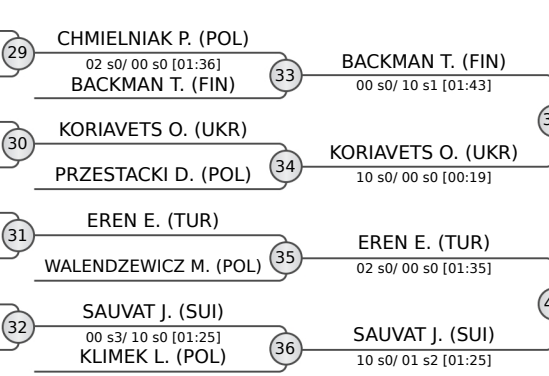 CHMIELNIAK P. (POL)
29
02 s0/ 00 s0 [01:36]
BACKMAN T. (FIN)
33
BACKMAN T. (FIN)
00 s0/ 10 s1 [01:43]
KORIAVETS O. (UKR)
30
PRZESTACKI D. (POL)
34
KORIAVETS O. (UKR)
10 s0/ 00 s0 [00:19]
EREN E. (TUR)
31
WALENDZEWICZ M. (POL)
35
EREN E. (TUR)
02 s0/ 00 s0 [01:35]
SAUVAT J. (SUI)
32
00 s3/ 10 s0 [01:25]
KLIMEK L. (POL)
36
SAUVAT J. (SUI)
10 s0/ 01 s2 [01:25]